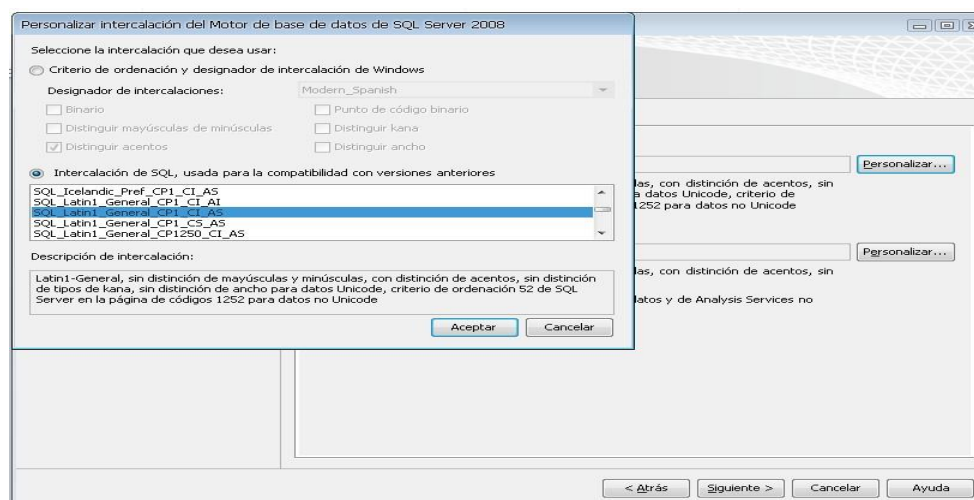 Personalizar intercalación del Motor de base de datos de SQL Server 2008
Seleccione la intercalación que desea usar:
Criterio de ordenación y designador de intercalación de Windows
Designador de intercalaciones: Modern_Spanish
Binario Punto de código binario
Distinguir mayúsculas de minúsculas Distinguir kana
Distinguir acentos Distinguir ancho
Intercalación de SQL, usada para la compatibilidad con versiones anteriores
SQL_Icelandic_Pref_CP1_CI_AS
SQL_Latin1_General_CP1_CI_AI
SQL_Latin1_General_CP1_CI_AS
SQL_Latin1_General_CP1_CS_AS
SQL_Latin1_General_CP1250_CI_AS
Descripción de intercalación:
Latin1-General, sin distinción de mayúsculas y minúsculas, con distinción de acentos, sin distinción
de tipos de kana, sin distinción de ancho para datos Unicode, criterio de ordenación 52 de SQL
Server en la página de códigos 1252 para datos no Unicode
Aceptar Cancelar
Personalizar...
las, con distinción de acentos, sin
a datos Unicode, criterio de
1252 para datos no Unicode
Personalizar...
las, con distinción de acentos, sin
datos y de Analysis Services no
< Atrás Siguiente > Cancelar Ayuda